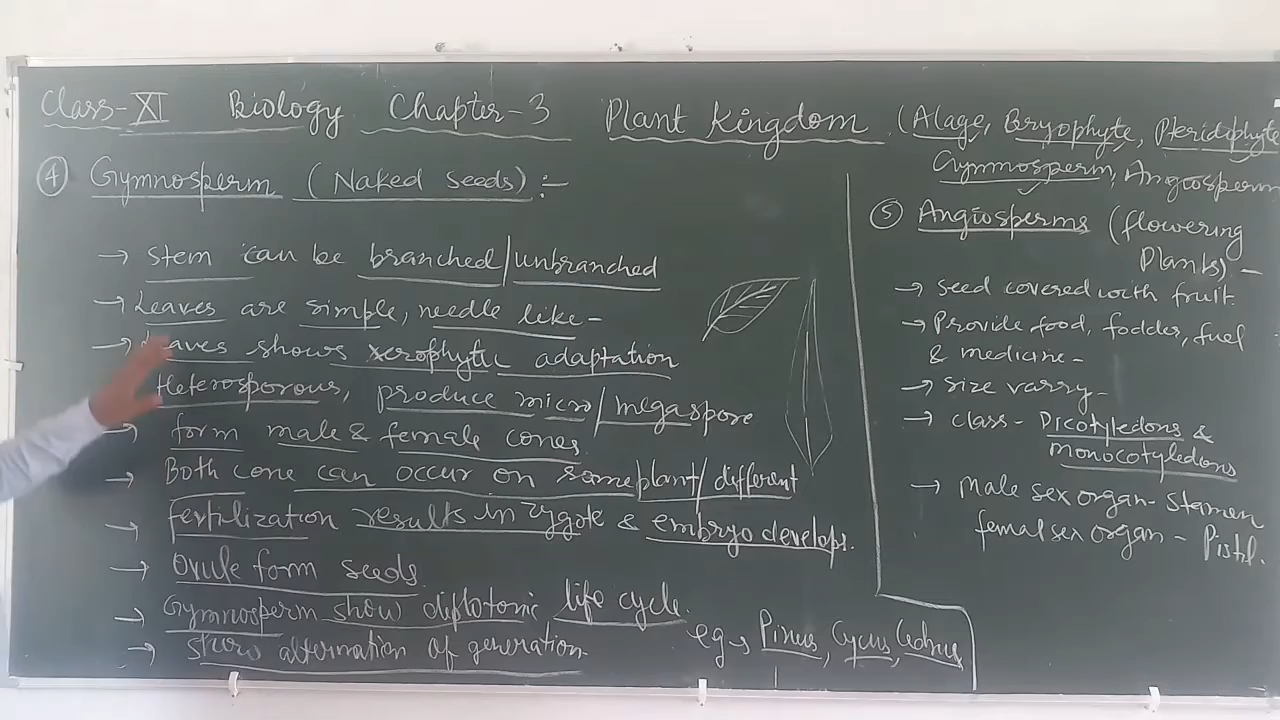 Class-XI Biology Chapter-3 Plant Kingdom (Alage, Bryophyte, Pteridiphyte
Gymnosperm, Angiosperm
④ Gymnosperm (Naked seeds) :-
→ Stem can be branched/unbranched
→ Leaves are simple, needle like-
→ Leaves shows xerophytic adaptation
Heterosporous, produce micro/megaspore
→ form male & female cones
→ Both cone can occur on same plant/different
→ fertilization results in zygote & embryo develops.
→ Ovule form seeds.
→ Gymnosperm show diplotonic life cycle.
→ Show alternation of generation
eg→ Pinus, Cycus, Cedrus
⑤ Angiosperms (flowering
Plants) -
→ Seed covered with fruit.
→ Provide food, fodder, fuel
& medicine-
→ Size varry-
→ class- Dicotyledons &
monocotyledons
→ Male sex organ- Stamen
femal sex organ - Pistil.